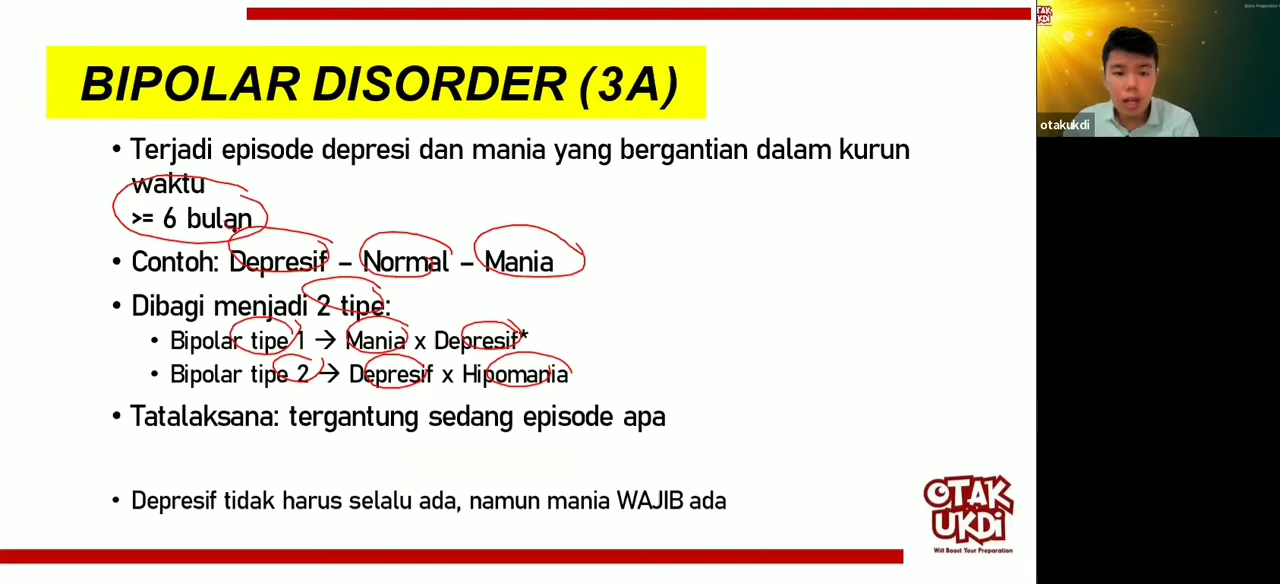 BIPOLAR DISORDER (3A)
• Terjadi episode depresi dan mania yang bergantian dalam kurun
waktu
>= 6 bulan
• Contoh: Depresif – Normal – Mania
• Dibagi menjadi 2 tipe:
• Bipolar tipe 1 → Mania x Depresif*
• Bipolar tipe 2 → Depresif x Hipomania
• Tatalaksana: tergantung sedang episode apa
• Depresif tidak harus selalu ada, namun mania WAJIB ada
OTAK
UKDI
Will Boost Your Preparation
OTAK
UKDI
otakukdi